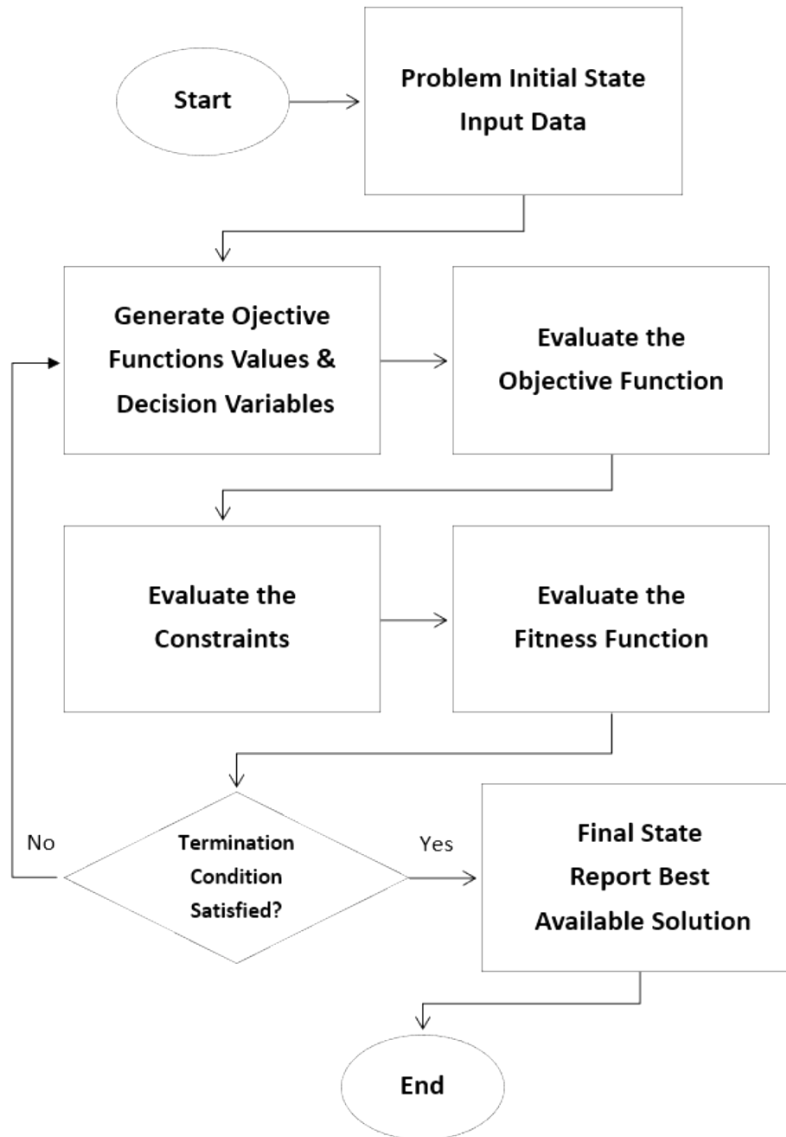 Start
Problem Initial State
Input Data
Generate Ojective
Functions Values &
Decision Variables
Evaluate the
Objective Function
Evaluate the
Constraints
Evaluate the
Fitness Function
Termination
Condition
Satisfied?
No
Yes
Final State
Report Best
Available Solution
End